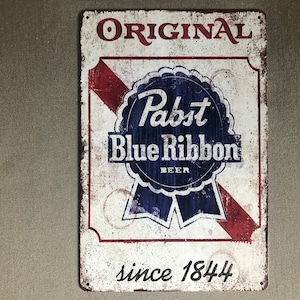 ORIGINAL
Pabst
Blue Ribbon
BEER
since 1844